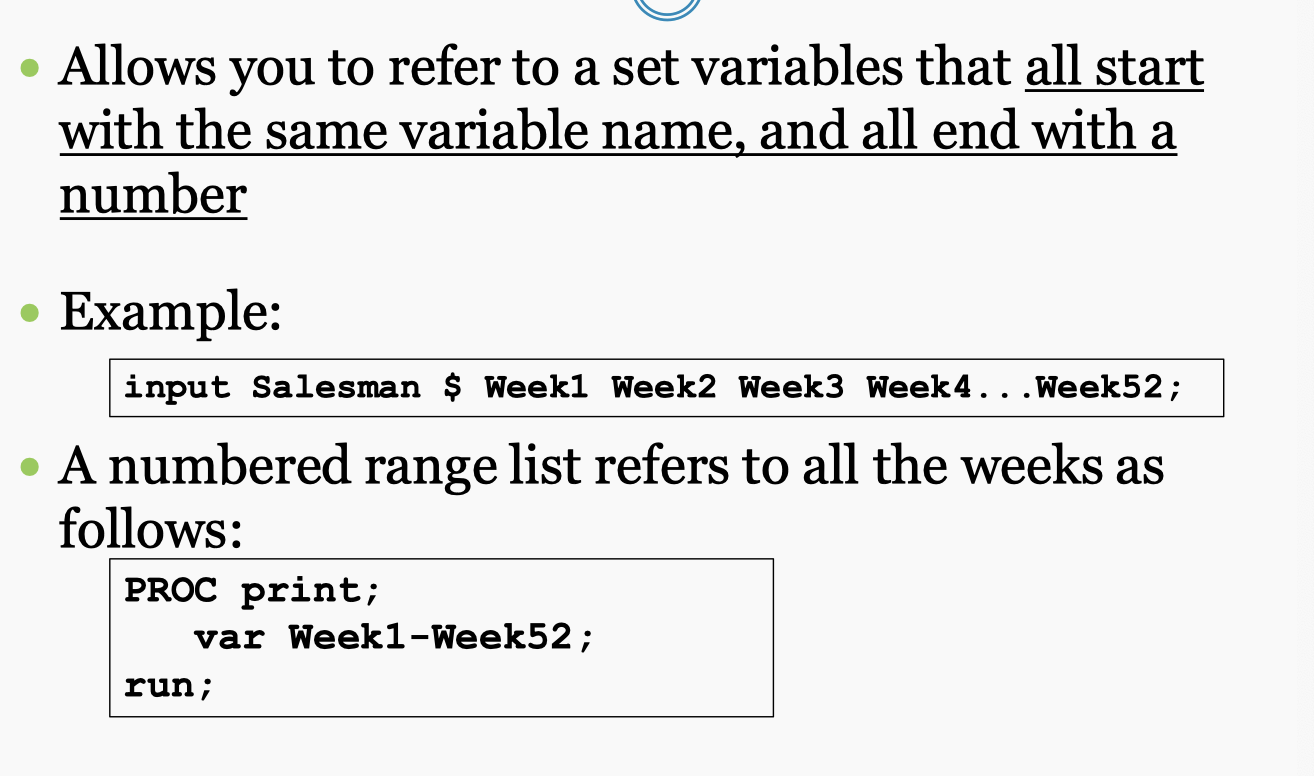 Allows you to refer to a set variables that all start
with the same variable name, and all end with a
number
Example:
input Salesman $ Week1 Week2 Week3 Week4...Week52;
A numbered range list refers to all the weeks as
follows:
PROC print;
var Week1-Week52;
run;